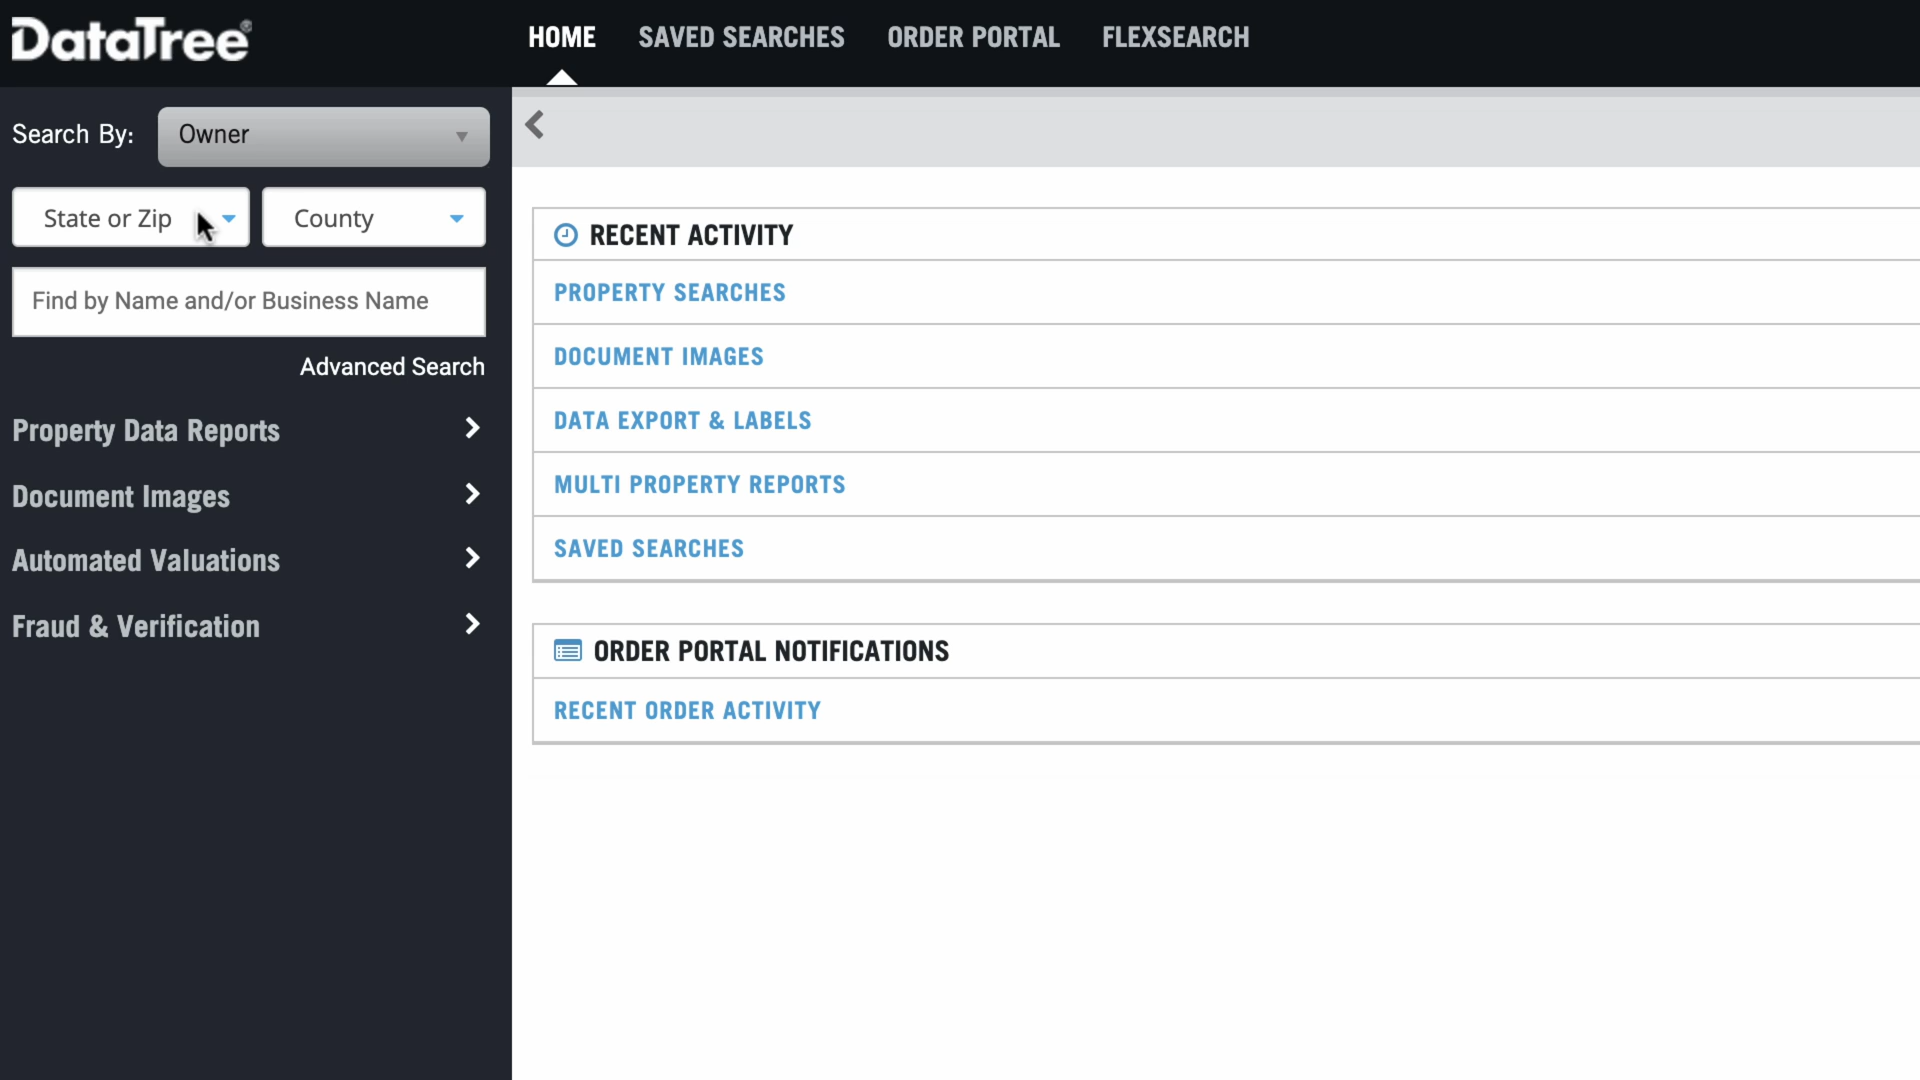 DataTree®
HOME SAVED SEARCHES ORDER PORTAL FLEXSEARCH
Search By: Owner
State or Zip County
Find by Name and/or Business Name
Advanced Search
Property Data Reports
Document Images
Automated Valuations
Fraud & Verification
RECENT ACTIVITY
PROPERTY SEARCHES
DOCUMENT IMAGES
DATA EXPORT & LABELS
MULTI PROPERTY REPORTS
SAVED SEARCHES
ORDER PORTAL NOTIFICATIONS
RECENT ORDER ACTIVITY